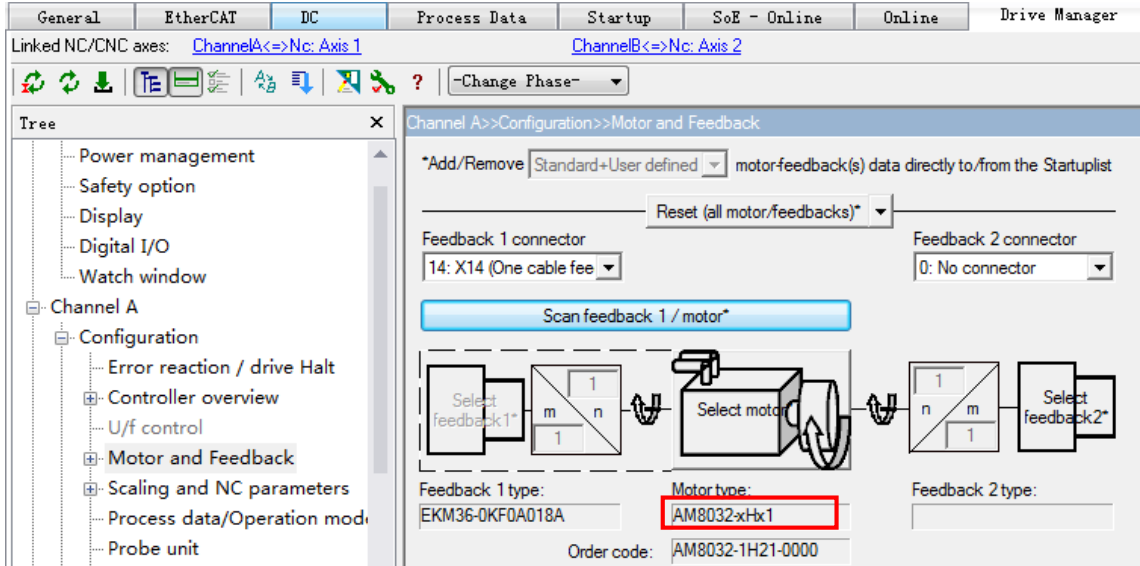 General EtherCAT DC Process Data Startup SoE - Online Online Drive Manager
Linked NC/CNC axes: ChannelA<=>Nc: Axis 1 ChannelB<=>Nc: Axis 2
TE ? -Change Phase-
Tree X
Channel A>>Configuration>>Motor and Feedback
Power management
Safety option
Display
Digital I/O
Watch window
Channel A
Configuration
Error reaction / drive Halt
Controller overview
U/f control
Motor and Feedback
Scaling and NC parameters
Process data/Operation mod
Probe unit
*Add/Remove Standard+User defined motor-feedback(s) data directly to/from the Startuplist
Reset (all motor/feedbacks)*
Feedback 1 connector Feedback 2 connector
14: X14 (One cable fee 0: No connector
Scan feedback 1 / motor*
Select feedback1* m n 1 1 Select motor 1 n m 1 Select feedback2*
Feedback 1 type: Motor type: Feedback 2 type:
EKM36-0KF0A018A AM8032-xHx1
Order code: AM8032-1H21-0000